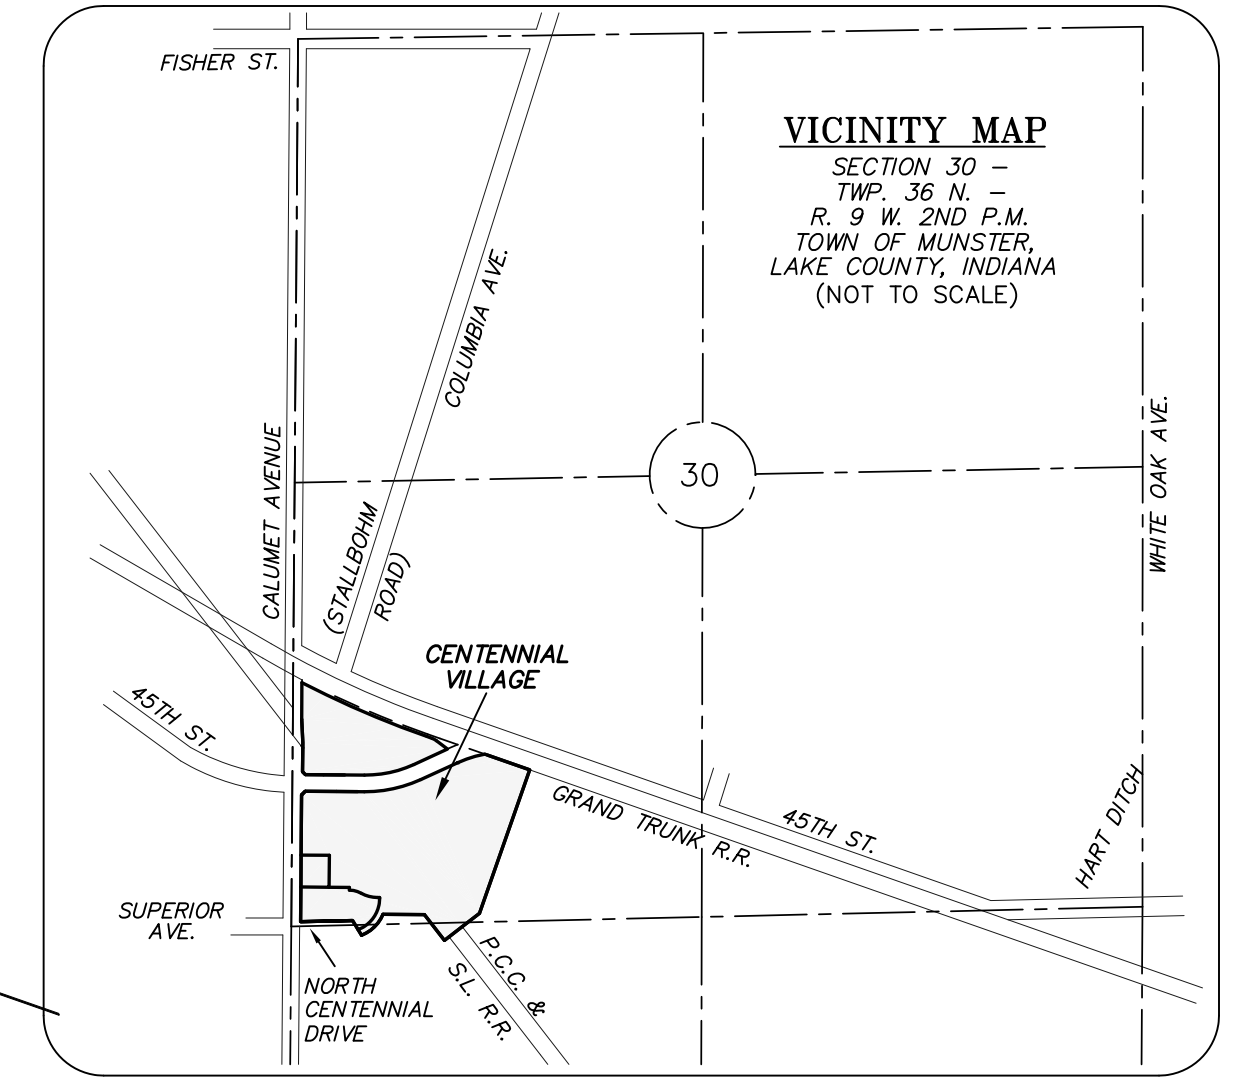 FISHER ST.
VICINITY MAP
SECTION 30 –
TWP. 36 N. –
R. 9 W. 2ND P.M.
TOWN OF MUNSTER,
LAKE COUNTY, INDIANA
(NOT TO SCALE)
COLUMBIA AVE.
CALUMET AVENUE
30
WHITE OAK AVE.
(STALLBOHM
ROAD)
CENTENNIAL
VILLAGE
45TH ST.
GRAND TRUNK R.R.
45TH ST.
HART DITCH
SUPERIOR
AVE.
NORTH
CENTENNIAL
DRIVE
P.C.C. &
S.L. R.R.